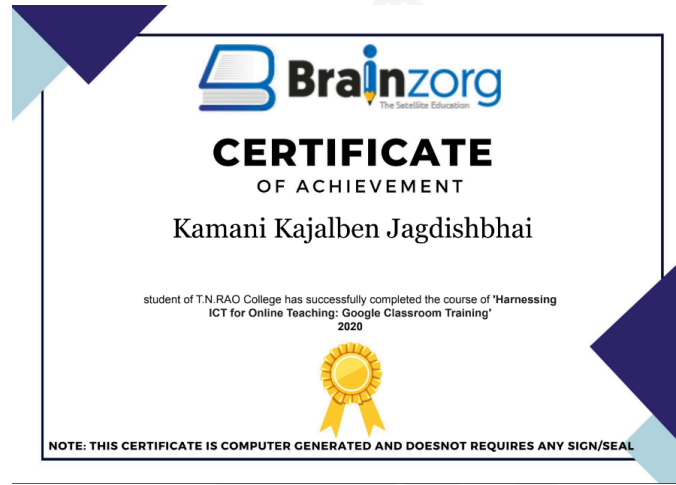 Brainzorg
The Satellite Education
CERTIFICATE
OF ACHIEVEMENT
Kamani Kajalben Jagdishbhai
student of T.N.RAO College has successfully completed the course of 'Harnessing
ICT for Online Teaching: Google Classroom Training'
2020
NOTE: THIS CERTIFICATE IS COMPUTER GENERATED AND DOESNOT REQUIRES ANY SIGN/SEAL